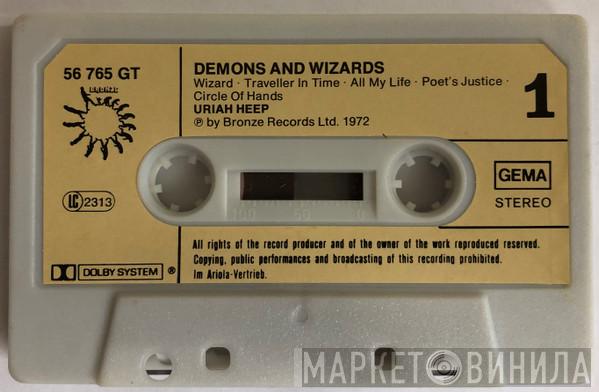 56 765 GT
BRONZE
LC 2313
DOLBY SYSTEM ®
DEMONS AND WIZARDS
Wizard · Traveller In Time · All My Life · Poet's Justice ·
Circle Of Hands
URIAH HEEP
℗ by Bronze Records Ltd. 1972
1
GEMA
STEREO
100 50 0
All rights of the record producer and of the owner of the work reproduced reserved.
Copying, public performances and broadcasting of this recording prohibited.
Im Ariola-Vertrieb.
МАРКЕТ ВИНИЛА